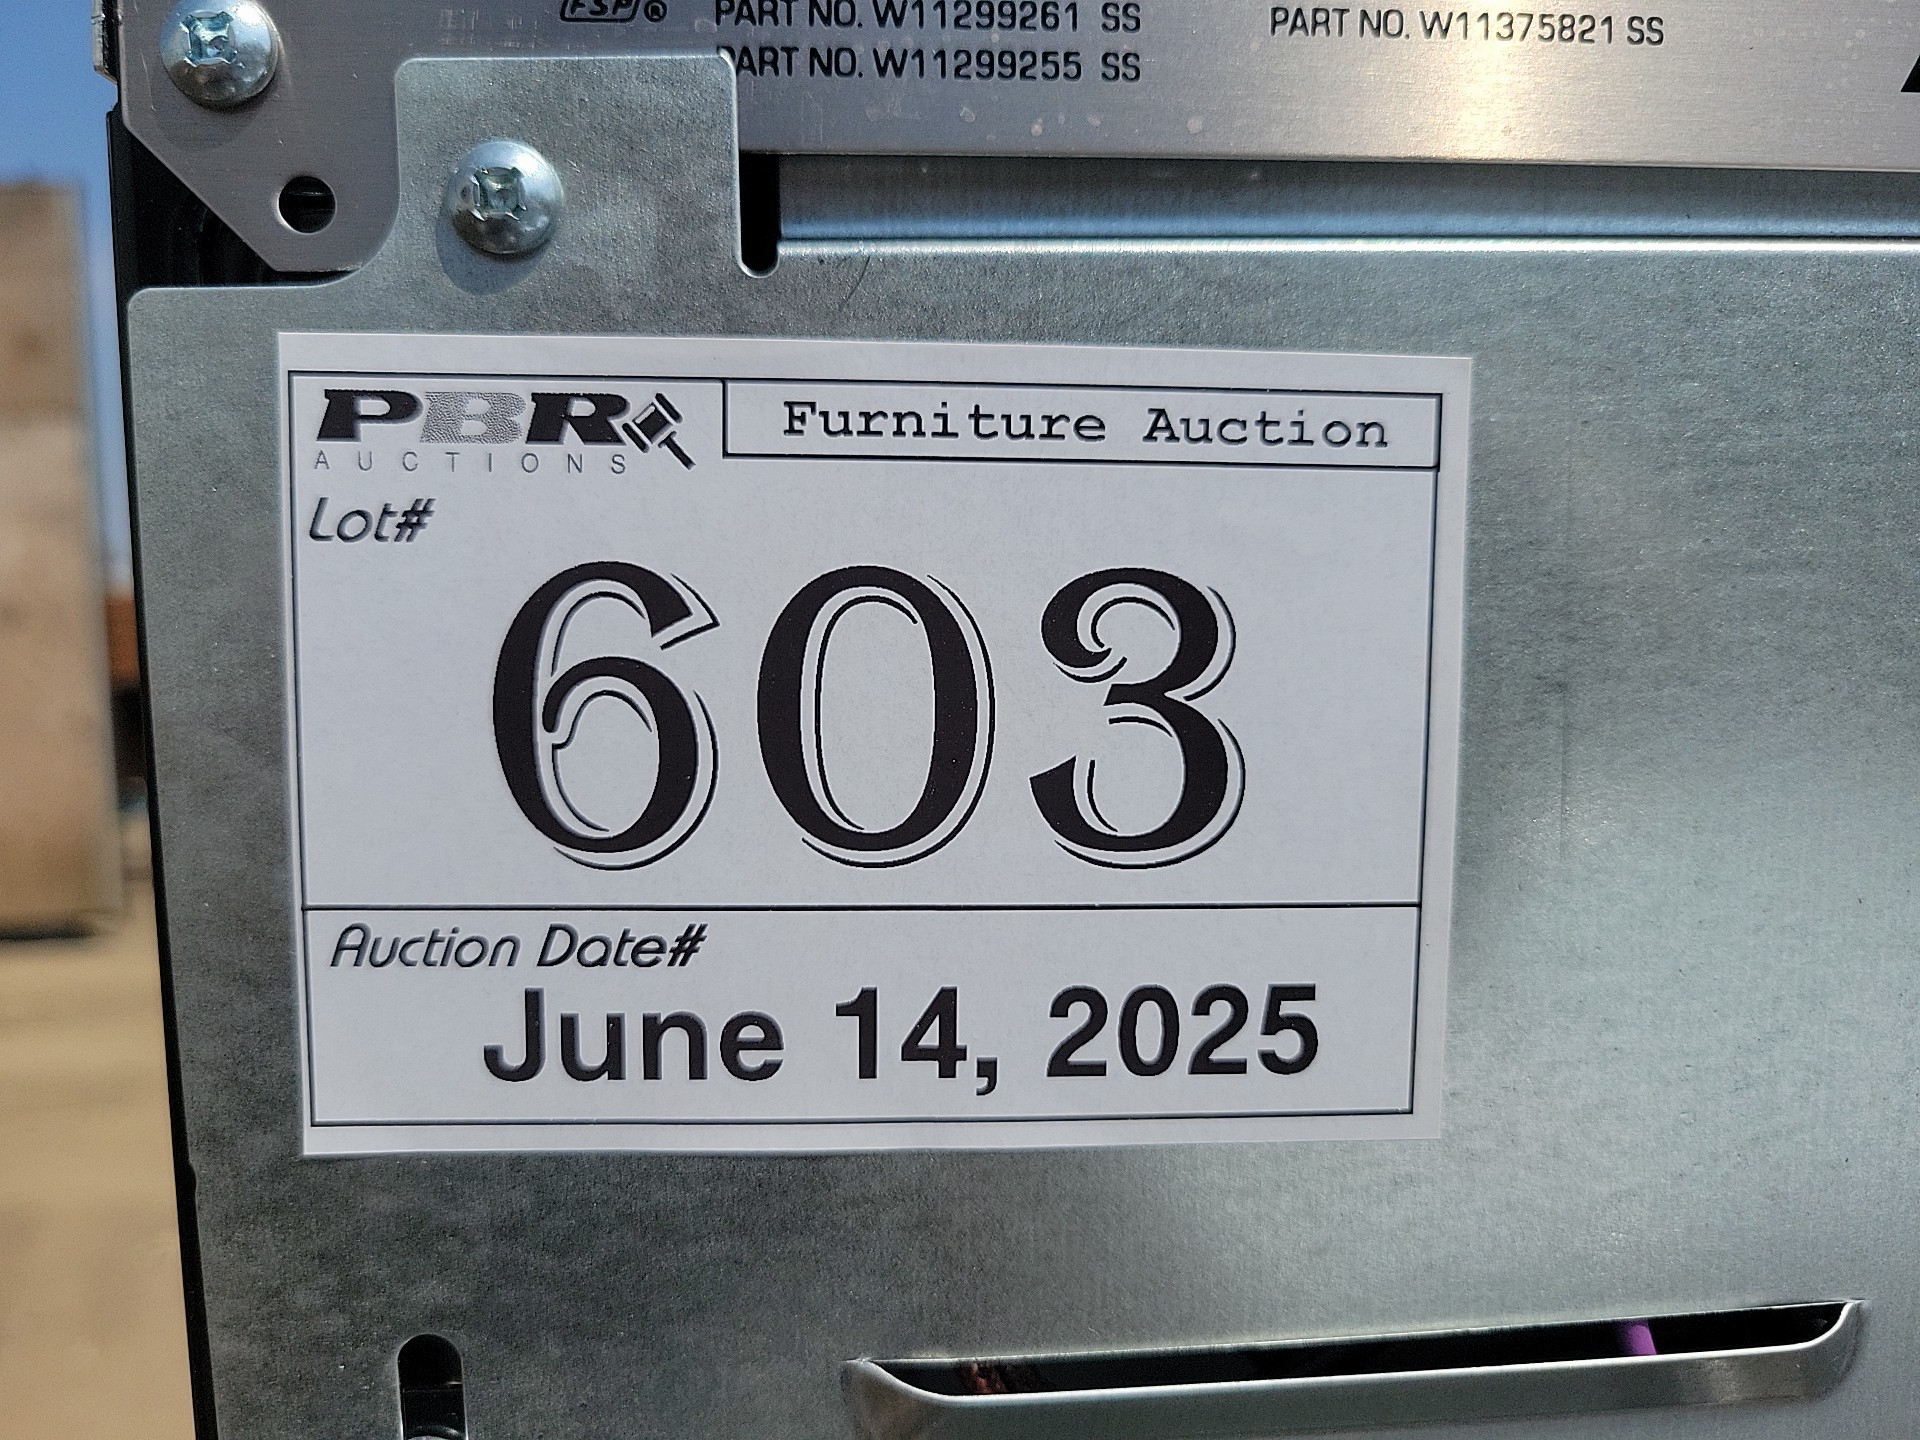 FSP®
PART NO. W11299261 SS
PART NO. W11375821 SS
PART NO. W11299255 SS
PBR
AUCTIONS
Furniture Auction
Lot#
603
Auction Date#
June 14, 2025